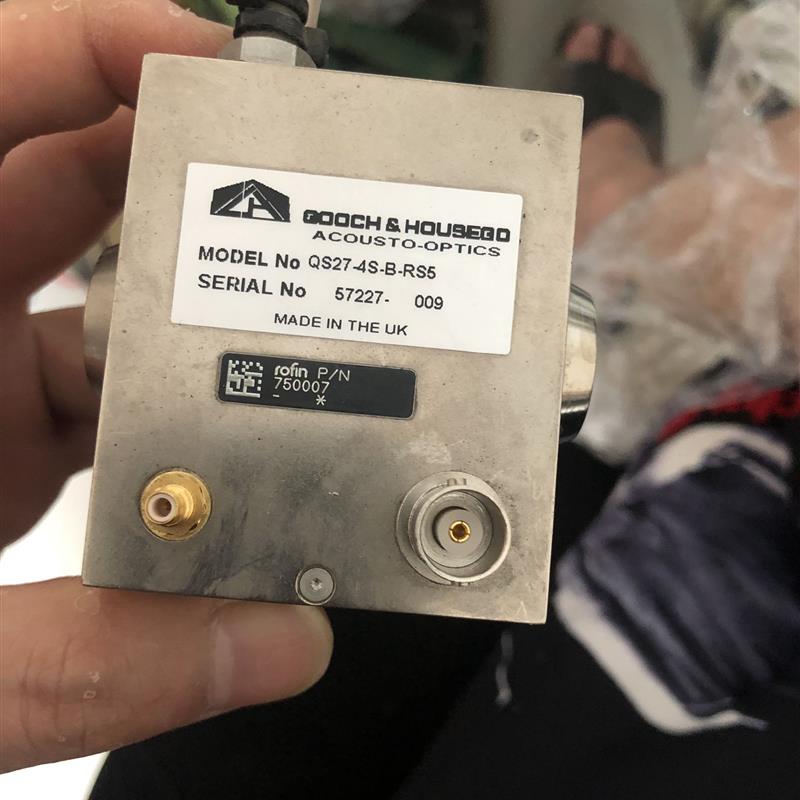 GOOCH & HOUSEGO
ACOUSTO-OPTICS
MODEL No QS27-4S-B-RS5
SERIAL No 57227- 009
MADE IN THE UK
rofin P/N
750007
- *